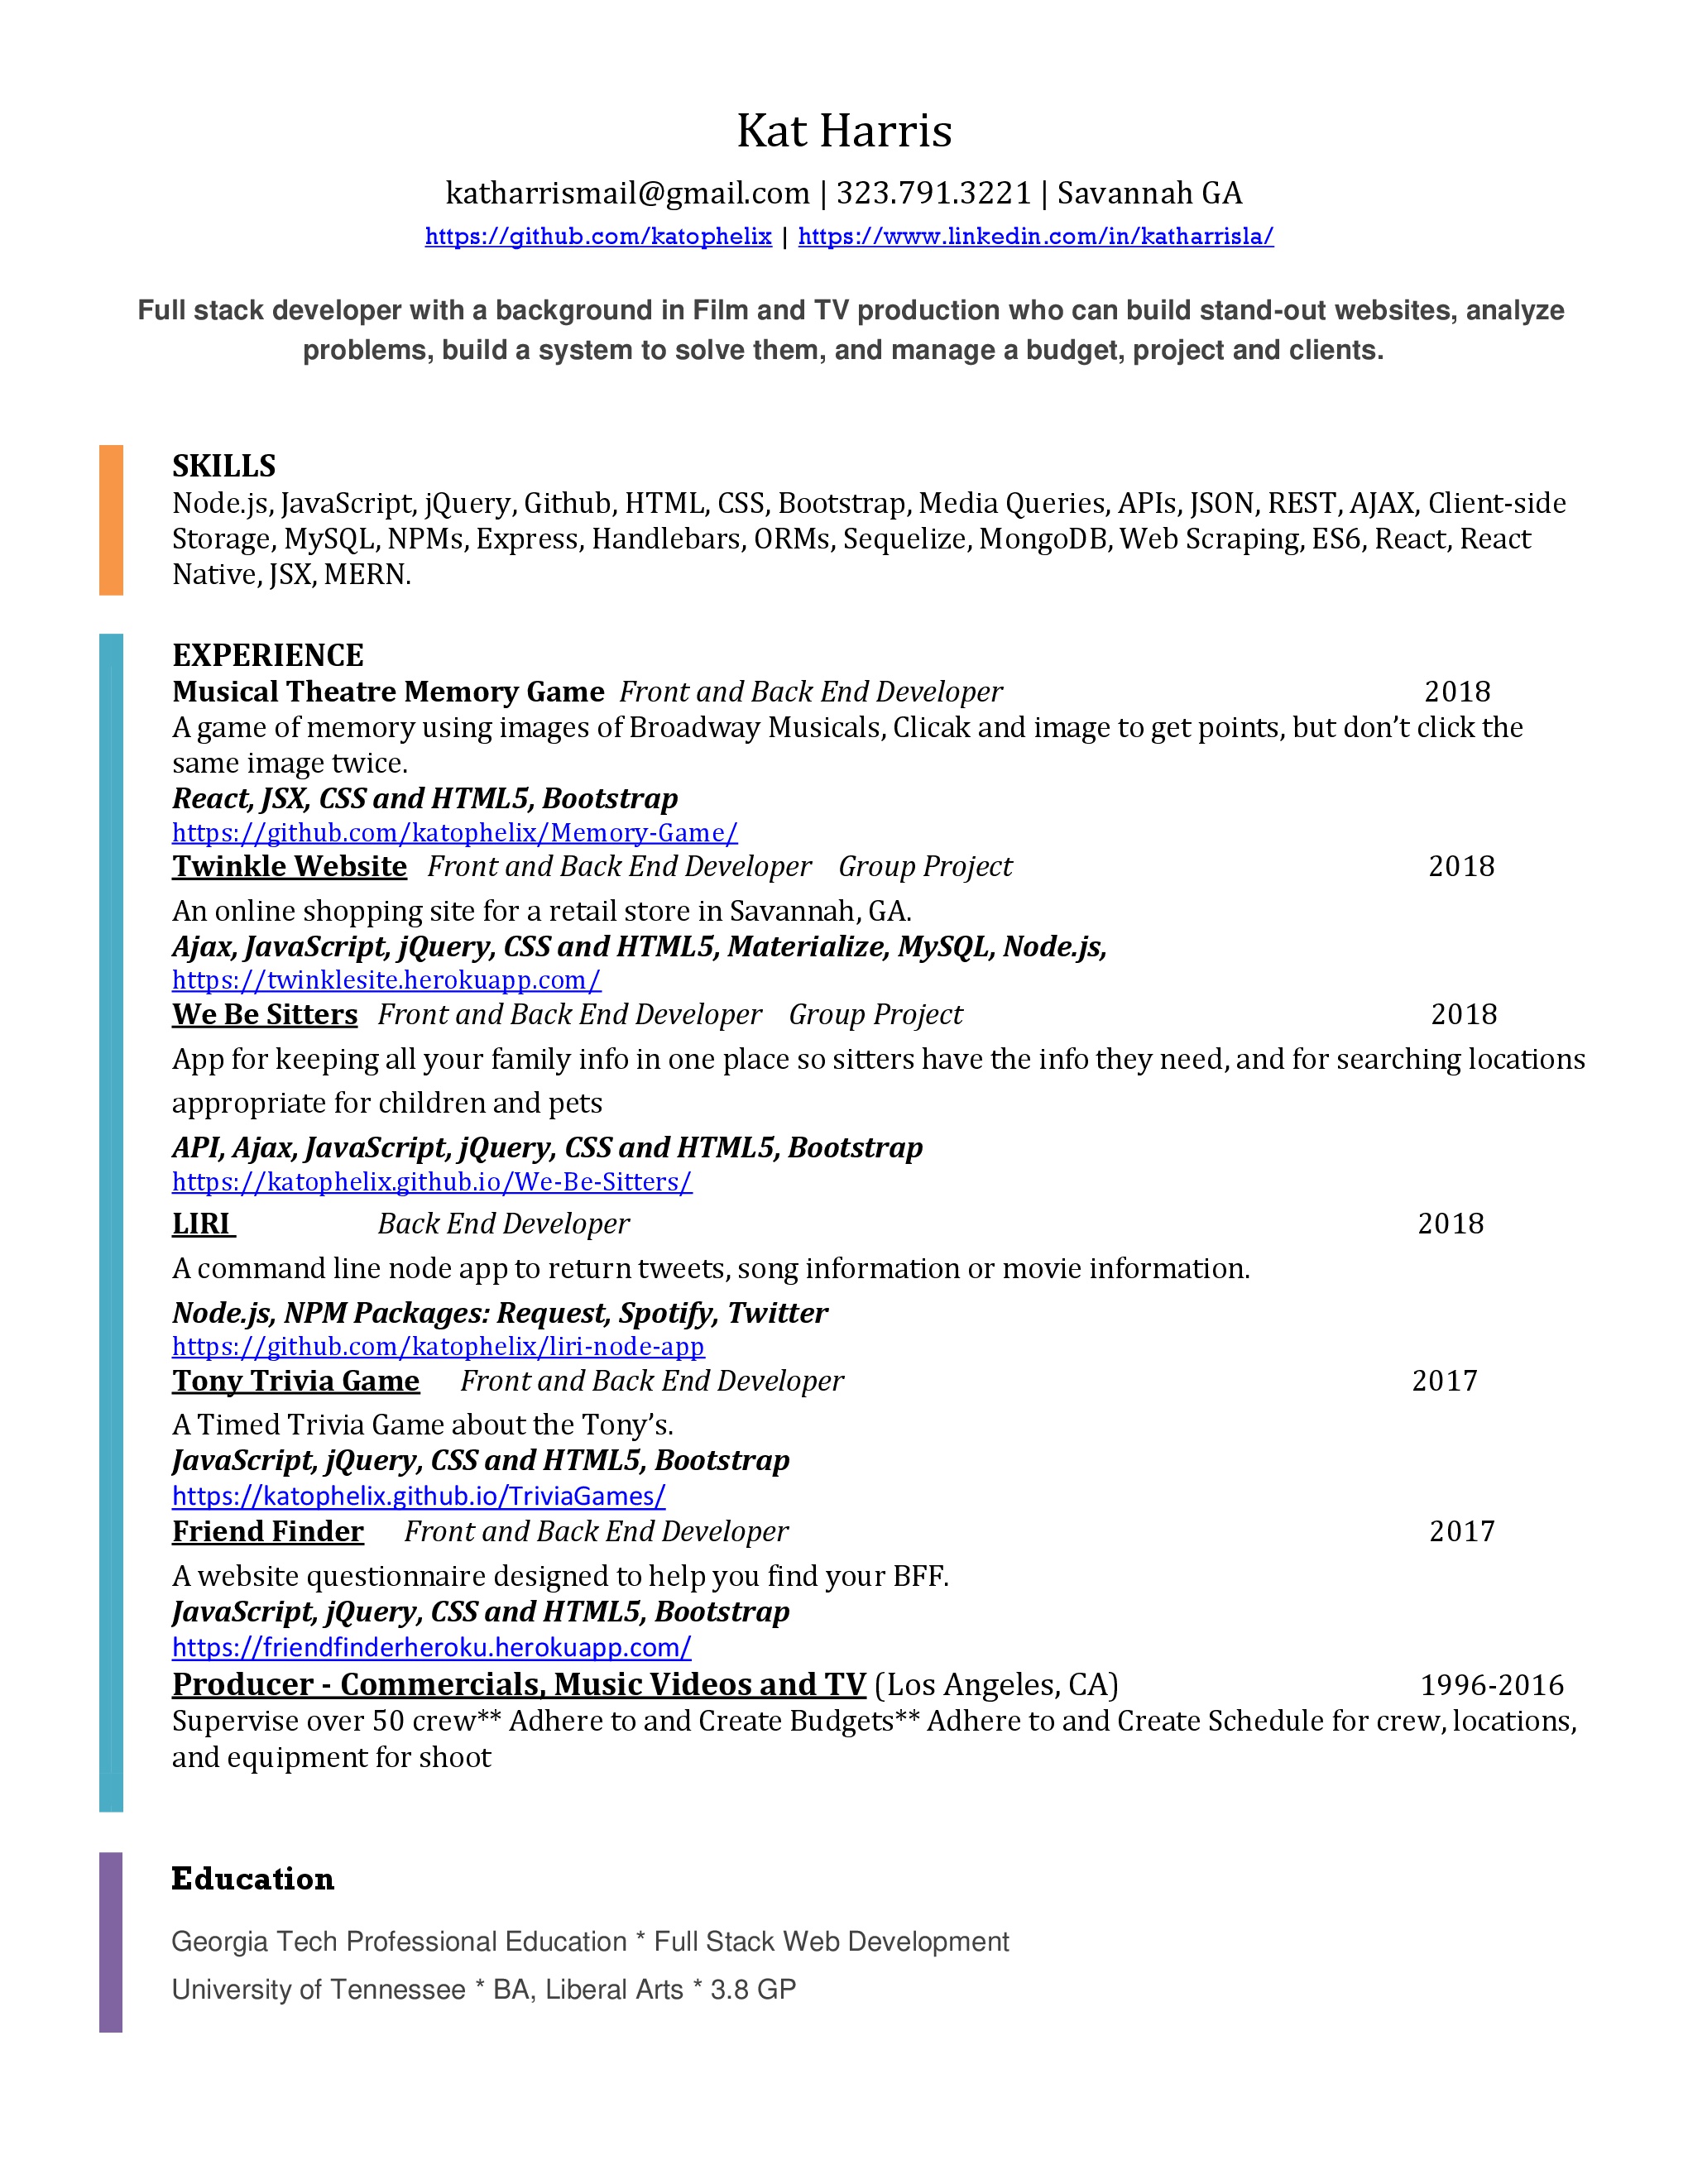 Kat Harris
katharrismail@gmail.com | 323.791.3221 | Savannah GA
https://github.com/katophelix | https://www.linkedin.com/in/katharrisla/
Full stack developer with a background in Film and TV production who can build stand-out websites, analyze
problems, build a system to solve them, and manage a budget, project and clients.
SKILLS
Node.js, JavaScript, jQuery, Github, HTML, CSS, Bootstrap, Media Queries, APIs, JSON, REST, AJAX, Client-side
Storage, MySQL, NPMs, Express, Handlebars, ORMs, Sequelize, MongoDB, Web Scraping, ES6, React, React
Native, JSX, MERN.
EXPERIENCE
Musical Theatre Memory Game Front and Back End Developer 2018
A game of memory using images of Broadway Musicals, Clicak and image to get points, but don’t click the
same image twice.
React, JSX, CSS and HTML5, Bootstrap
https://github.com/katophelix/Memory-Game/
Twinkle Website Front and Back End Developer Group Project 2018
An online shopping site for a retail store in Savannah, GA.
Ajax, JavaScript, jQuery, CSS and HTML5, Materialize, MySQL, Node.js,
https://twinklesite.herokuapp.com/
We Be Sitters Front and Back End Developer Group Project 2018
App for keeping all your family info in one place so sitters have the info they need, and for searching locations
appropriate for children and pets
API, Ajax, JavaScript, jQuery, CSS and HTML5, Bootstrap
https://katophelix.github.io/We-Be-Sitters/
LIRI Back End Developer 2018
A command line node app to return tweets, song information or movie information.
Node.js, NPM Packages: Request, Spotify, Twitter
https://github.com/katophelix/liri-node-app
Tony Trivia Game Front and Back End Developer 2017
A Timed Trivia Game about the Tony’s.
JavaScript, jQuery, CSS and HTML5, Bootstrap
https://katophelix.github.io/TriviaGames/
Friend Finder Front and Back End Developer 2017
A website questionnaire designed to help you find your BFF.
JavaScript, jQuery, CSS and HTML5, Bootstrap
https://friendfinderheroku.herokuapp.com/
Producer - Commercials, Music Videos and TV (Los Angeles, CA) 1996-2016
Supervise over 50 crew** Adhere to and Create Budgets** Adhere to and Create Schedule for crew, locations,
and equipment for shoot
Education
Georgia Tech Professional Education * Full Stack Web Development
University of Tennessee * BA, Liberal Arts * 3.8 GP